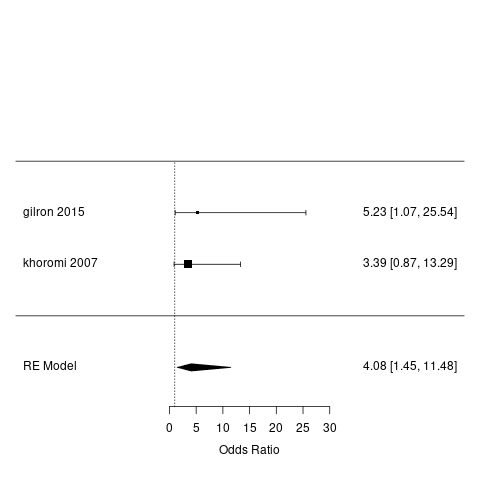 gilron 2015 5.23 [1.07, 25.54]
khoromi 2007 3.39 [0.87, 13.29]
RE Model 4.08 [1.45, 11.48]
0 5 10 15 20 25 30
Odds Ratio